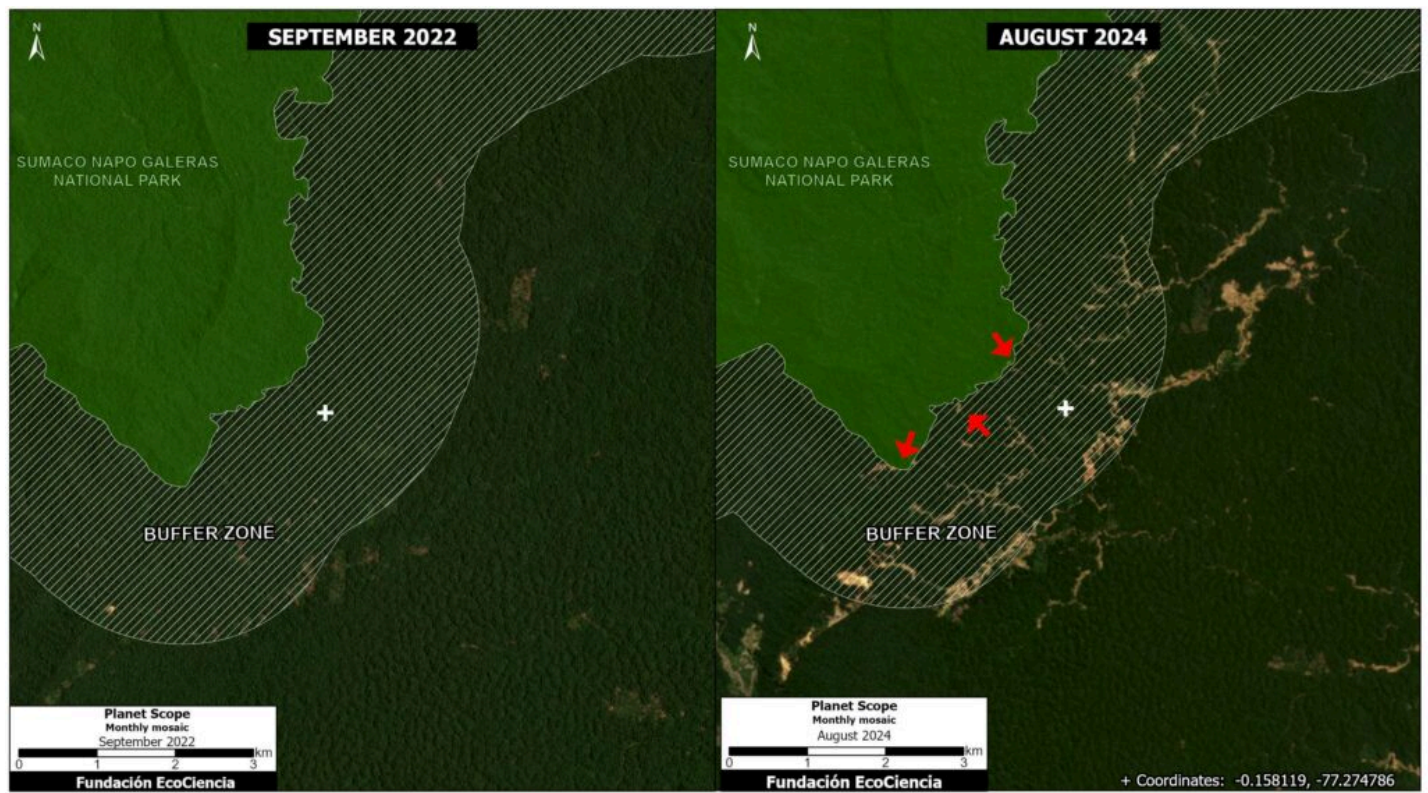 N
SEPTEMBER 2022
SUMACO NAPO GALERAS
NATIONAL PARK
BUFFER ZONE
Planet Scope
Monthly mosaic
September 2022
km
0 1 2 3
Fundación EcoCiencia
N
AUGUST 2024
SUMACO NAPO GALERAS
NATIONAL PARK
BUFFER ZONE
Planet Scope
Monthly mosaic
August 2024
km
0 1 2 3
Fundación EcoCiencia
+ Coordinates: -0.158119, -77.274786